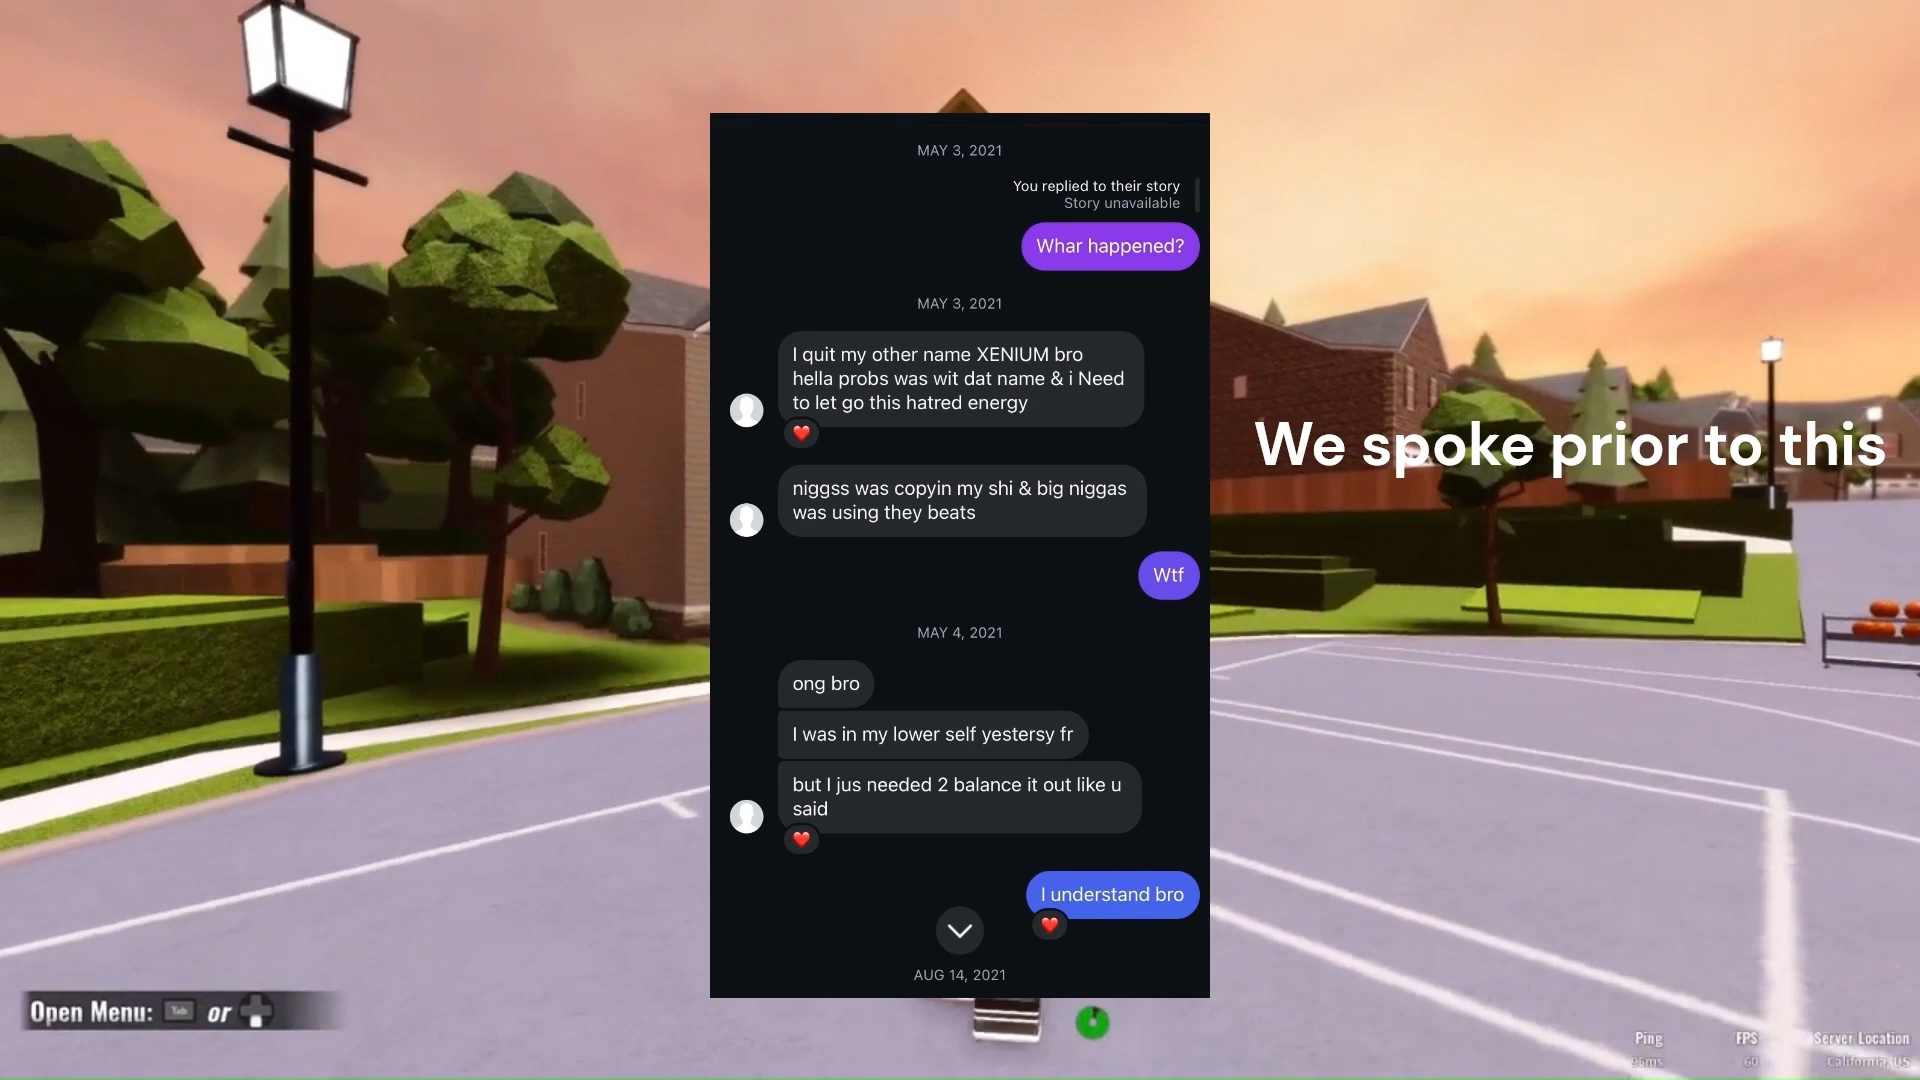 MAY 3, 2021
You replied to their story
Story unavailable
Whar happened?
MAY 3, 2021
I quit my other name XENIUM bro
hella probs was wit dat name & i Need
to let go this hatred energy
niggss was copyin my shi & big niggas
was using they beats
Wtf
MAY 4, 2021
ong bro
I was in my lower self yestersy fr
but I jus needed 2 balance it out like u
said
I understand bro
AUG 14, 2021
We spoke prior to this
Open Menu: Tab or
Ping FPS Server Location
60 California, US